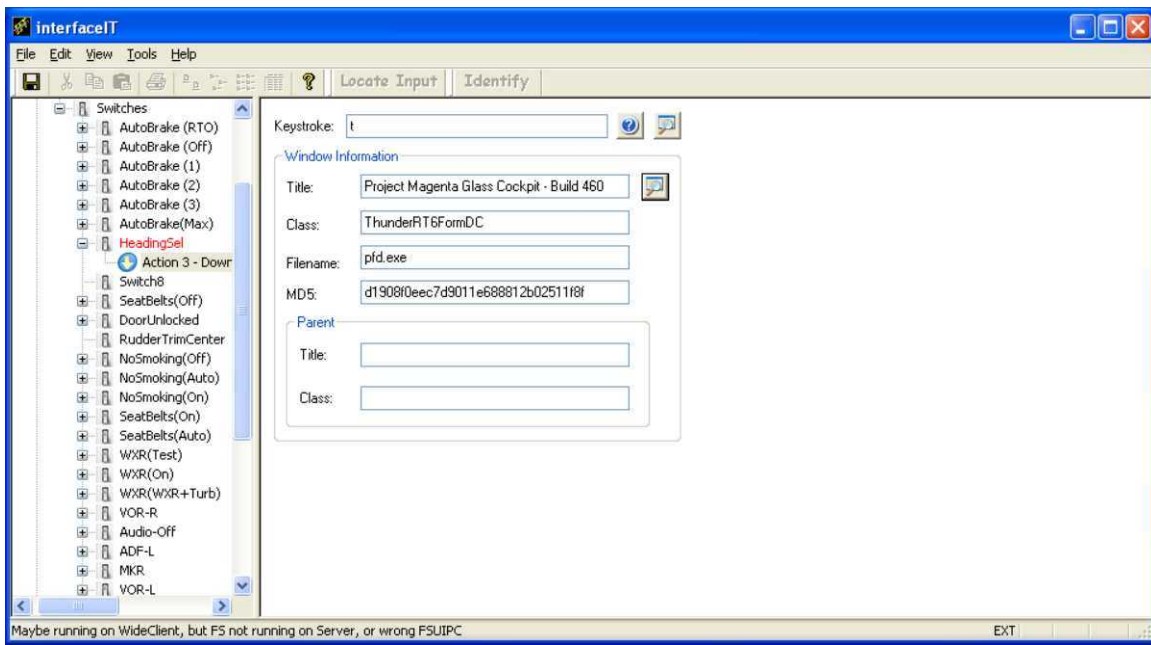 interfaceIT
File Edit View Tools Help
Locate Input Identify
Switches
AutoBrake (RTO)
AutoBrake (Off)
AutoBrake (1)
AutoBrake (2)
AutoBrake (3)
AutoBrake(Max)
HeadingSel
Action 3 - Down
Switch8
SeatBelts(Off)
DoorUnlocked
RudderTrimCenter
NoSmoking(Off)
NoSmoking(Auto)
NoSmoking(On)
SeatBelts(On)
SeatBelts(Auto)
WXR(Test)
WXR(On)
WXR(WXR+Turb)
VOR-R
Audio-Off
ADF-L
MKR
VOR-L
Keystroke: t
Window Information
Title: Project Magenta Glass Cockpit - Build 460
Class: ThunderRT6FormDC
Filename: pfd.exe
MD5: d1908f0eec7d9011e688812b02511f8f
Parent
Title:
Class:
Maybe running on WideClient, but FS not running on Server, or wrong FSUIPC EXT